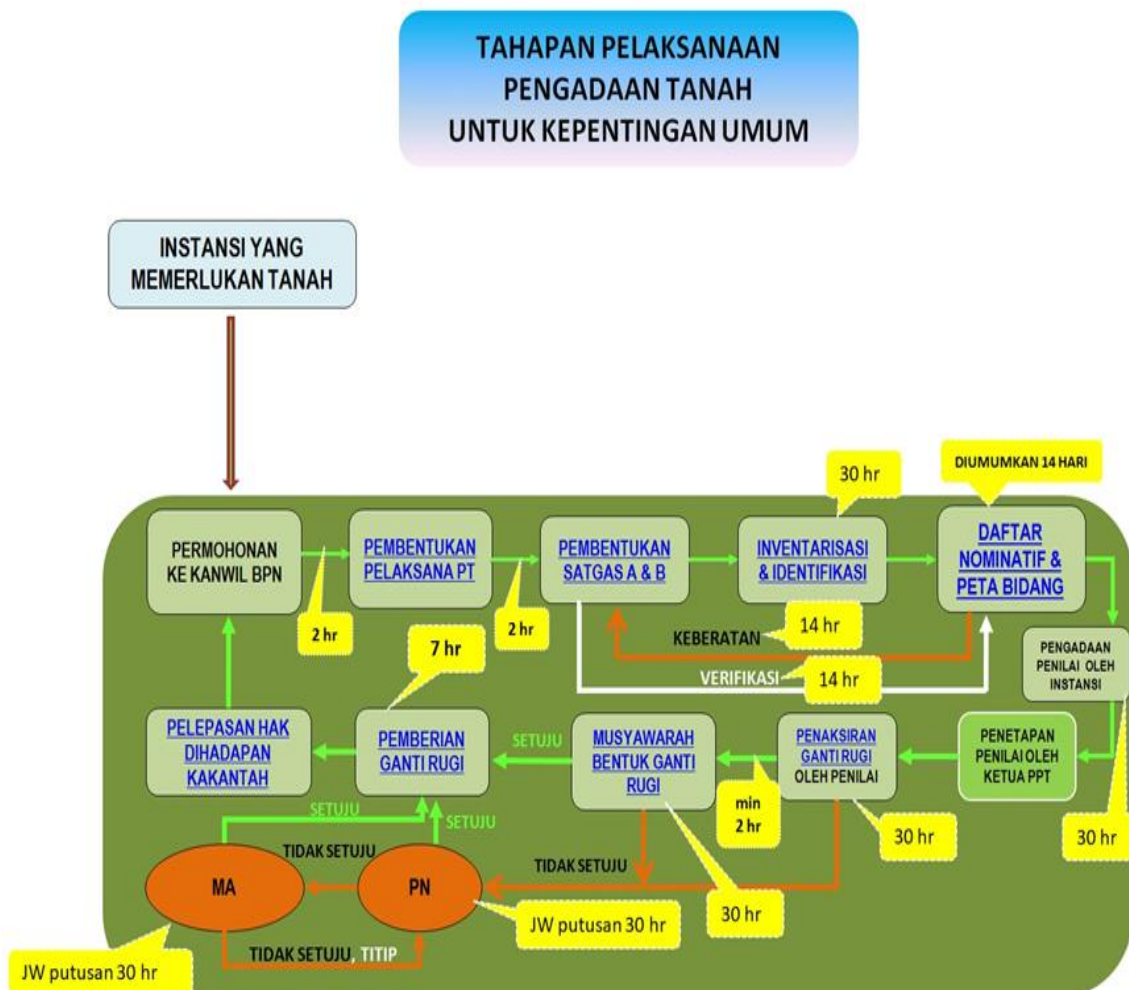 TAHAPAN PELAKSANAAN
PENGADAAN TANAH
UNTUK KEPENTINGAN UMUM
INSTANSI YANG
MEMERLUKAN TANAH
30 hr
DIUMUMKAN 14 HARI
PERMOHONAN
KE KANWIL BPN
2 hr
PEMBENTUKAN
PELAKSANA PT
2 hr
PEMBENTUKAN
SATGAS A & B
INVENTARISASI
& IDENTIFIKASI
DAFTAR
NOMINATIF &
PETA BIDANG
KEBERATAN
14 hr
VERIFIKASI
14 hr
PENGADAAN
PENILAI OLEH
INSTANSI
30 hr
7 hr
PELEPASAN HAK
DIHADAPAN
KAKANTAH
PEMBERIAN
GANTI RUGI
SETUJU
MUSYAWARAH
BENTUK GANTI
RUGI
min
2 hr
PENAKSIRAN
GANTI RUGI
OLEH PENILAI
PENETAPAN
PENILAI OLEH
KETUA PPT
30 hr
30 hr
SETUJU
SETUJU
TIDAK SETUJU
TIDAK SETUJU
MA
PN
JW putusan 30 hr
TIDAK SETUJU, TITIP
JW putusan 30 hr